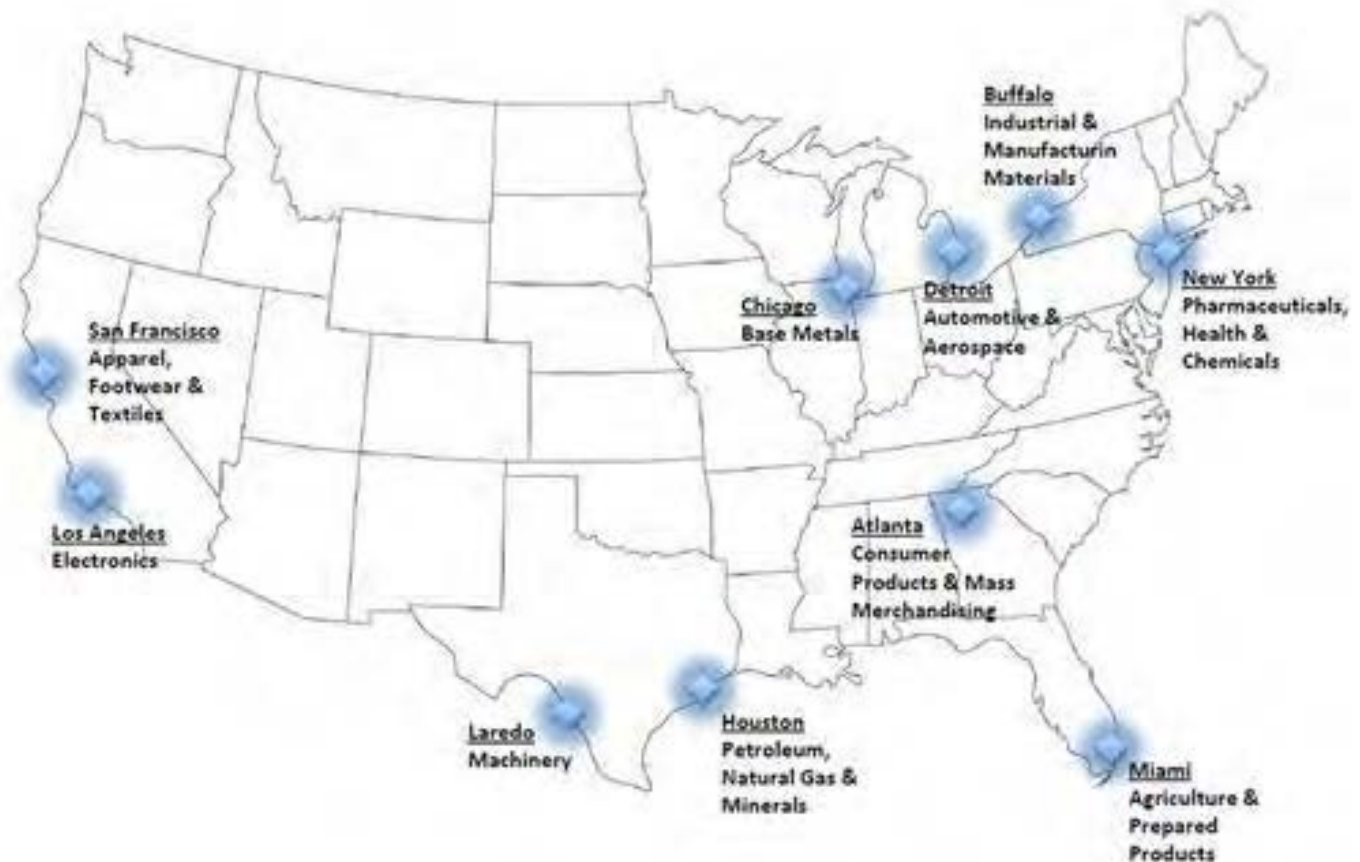 Buffalo
Industrial &
Manufacturin
Materials
New York
Pharmaceuticals,
Health &
Chemicals
Detroit
Automotive &
Aerospace
Chicago
Base Metals
San Francisco
Apparel,
Footwear &
Textiles
Los Angeles
Electronics
Atlanta
Consumer
Products & Mass
Merchandising
Laredo
Machinery
Houston
Petroleum,
Natural Gas &
Minerals
Miami
Agriculture &
Prepared
Products